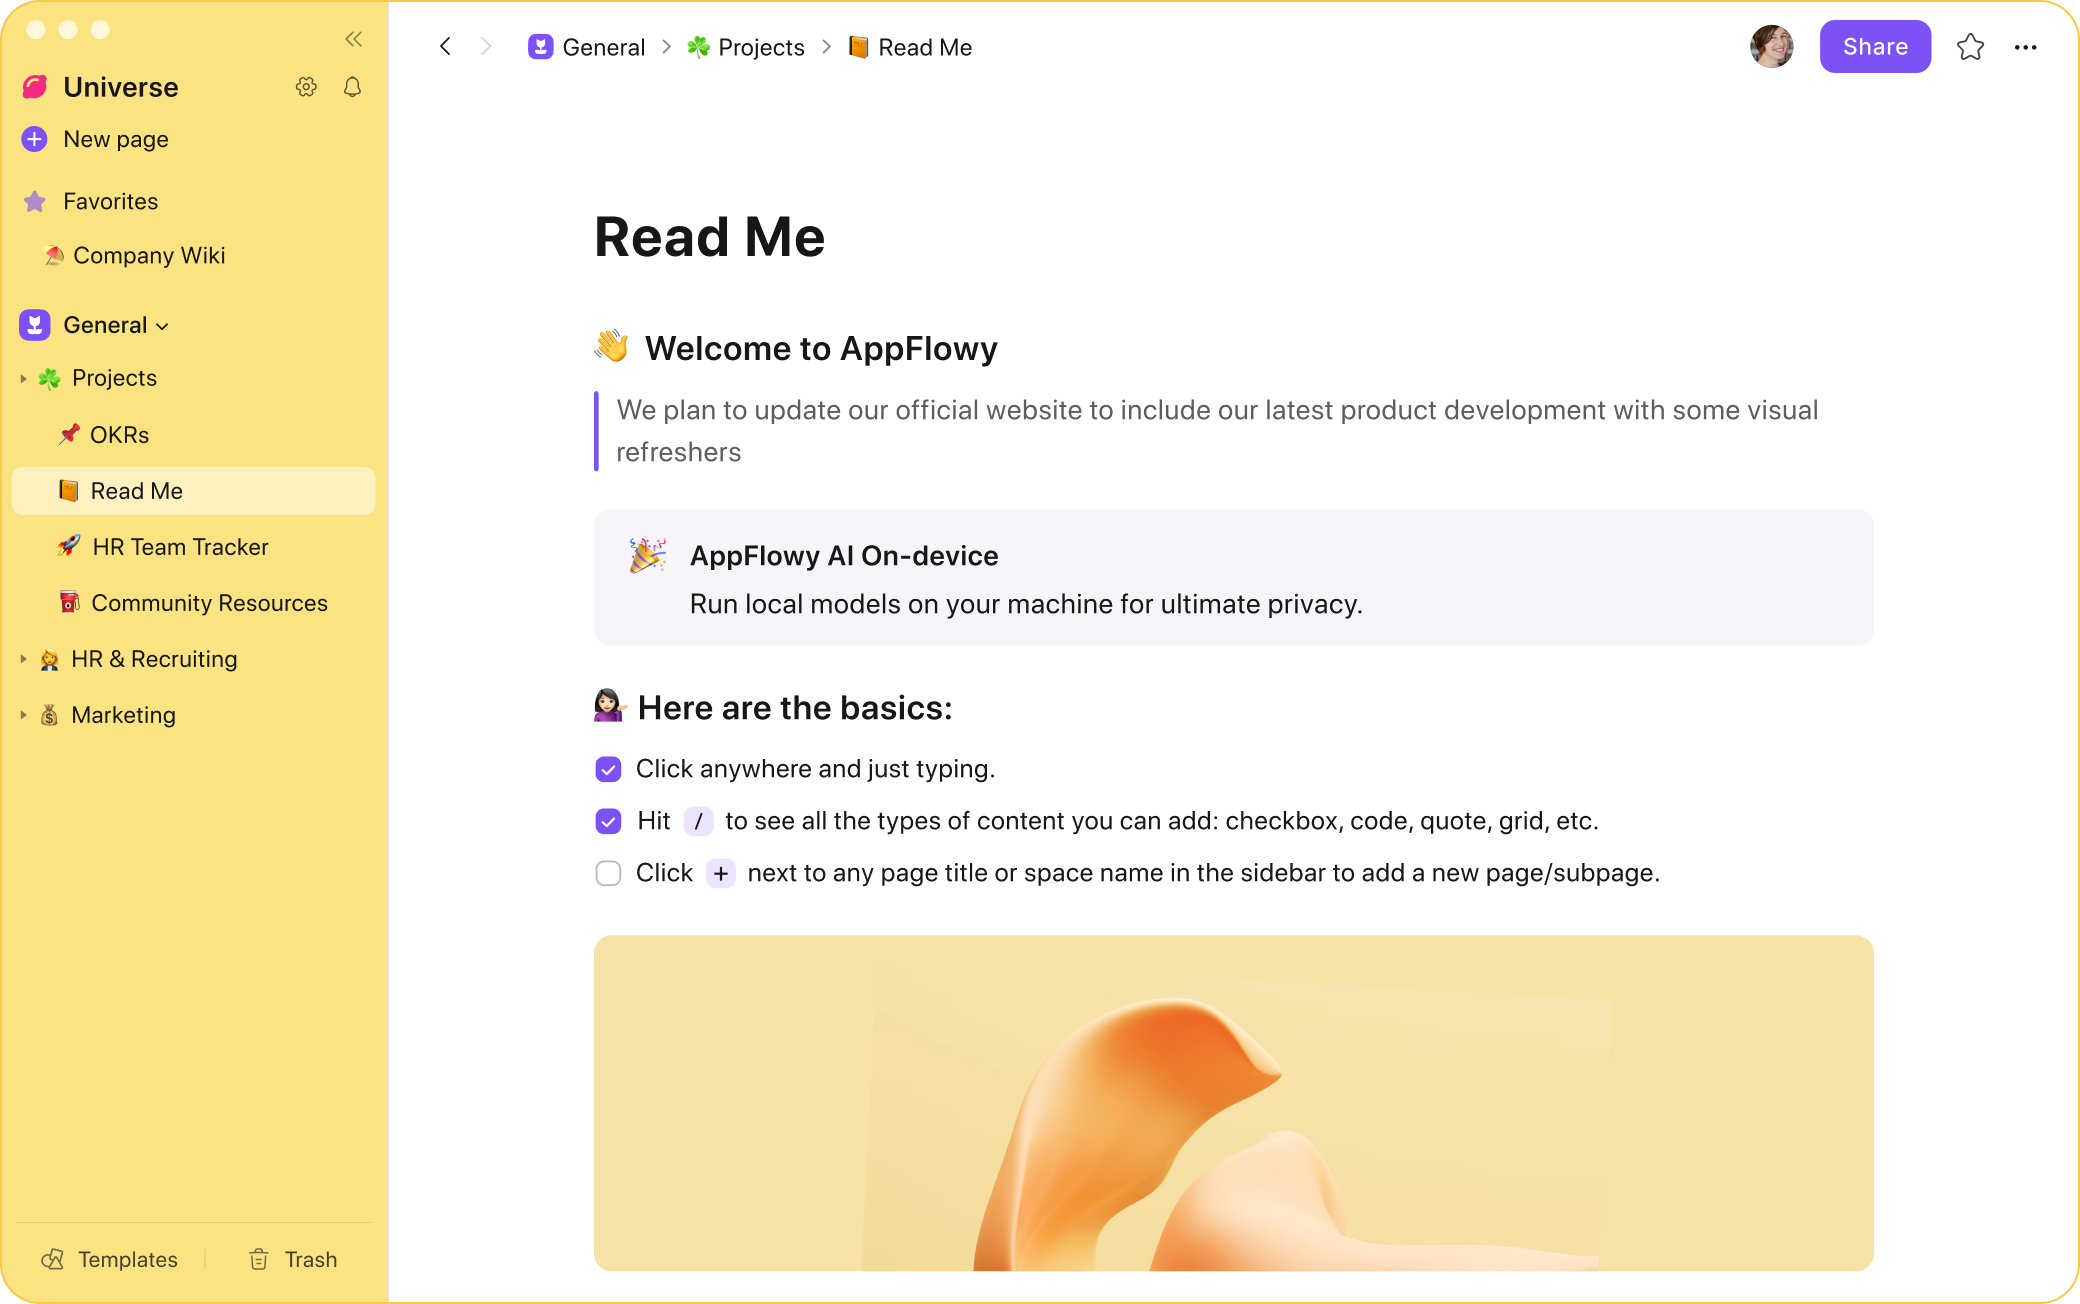 Universe
New page
Favorites
Company Wiki
General
Projects
OKRs
Read Me
HR Team Tracker
Community Resources
HR & Recruiting
Marketing
Templates
Trash
General > Projects > Read Me
Share
Read Me
👋 Welcome to AppFlowy
We plan to update our official website to include our latest product development with some visual
refreshers
AppFlowy AI On-device
Run local models on your machine for ultimate privacy.
Here are the basics:
Click anywhere and just typing.
Hit / to see all the types of content you can add: checkbox, code, quote, grid, etc.
Click + next to any page title or space name in the sidebar to add a new page/subpage.